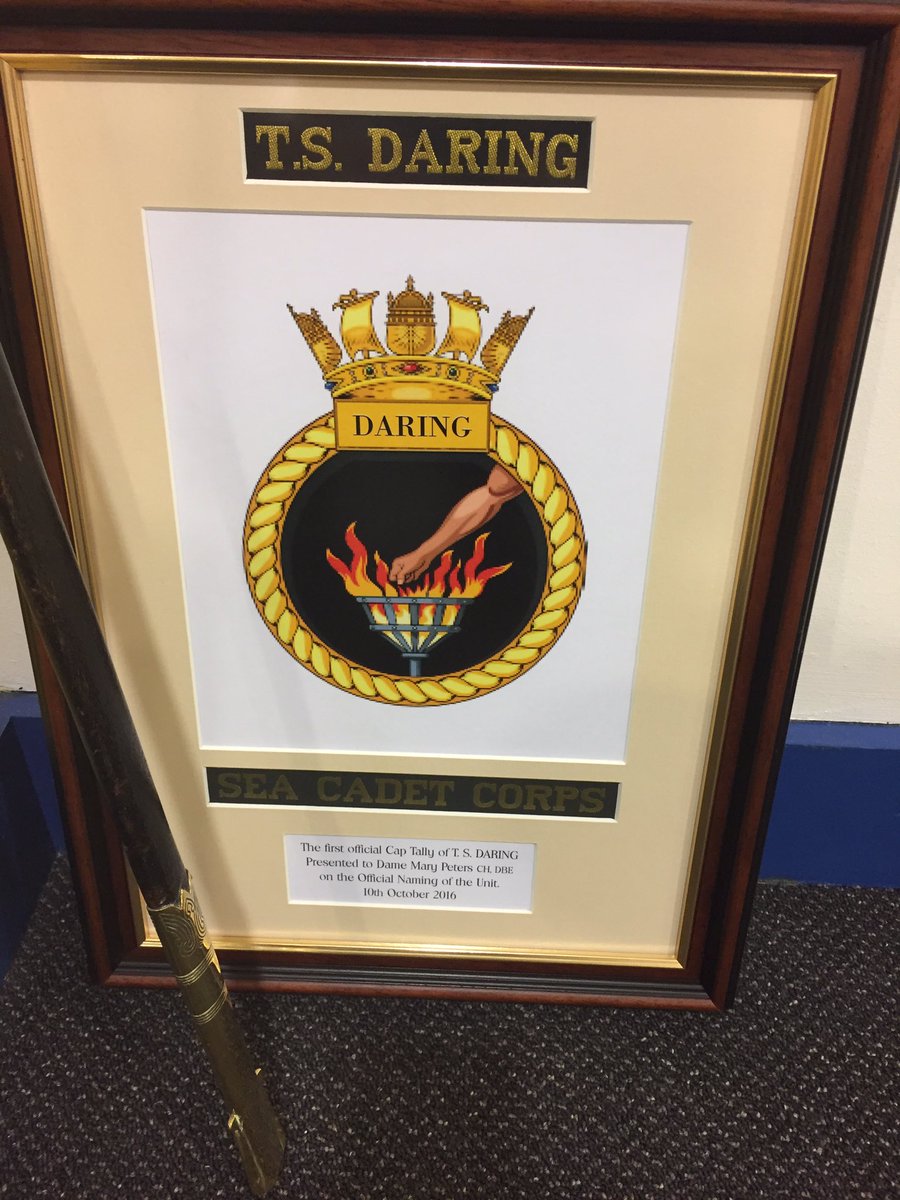 T.S. DARING
DARING
SEA CADET CORPS
The first official Cap Tally of T. S. DARING
Presented to Dame Mary Peters CH, DBE
on the Official Naming of the Unit.
10th October 2016